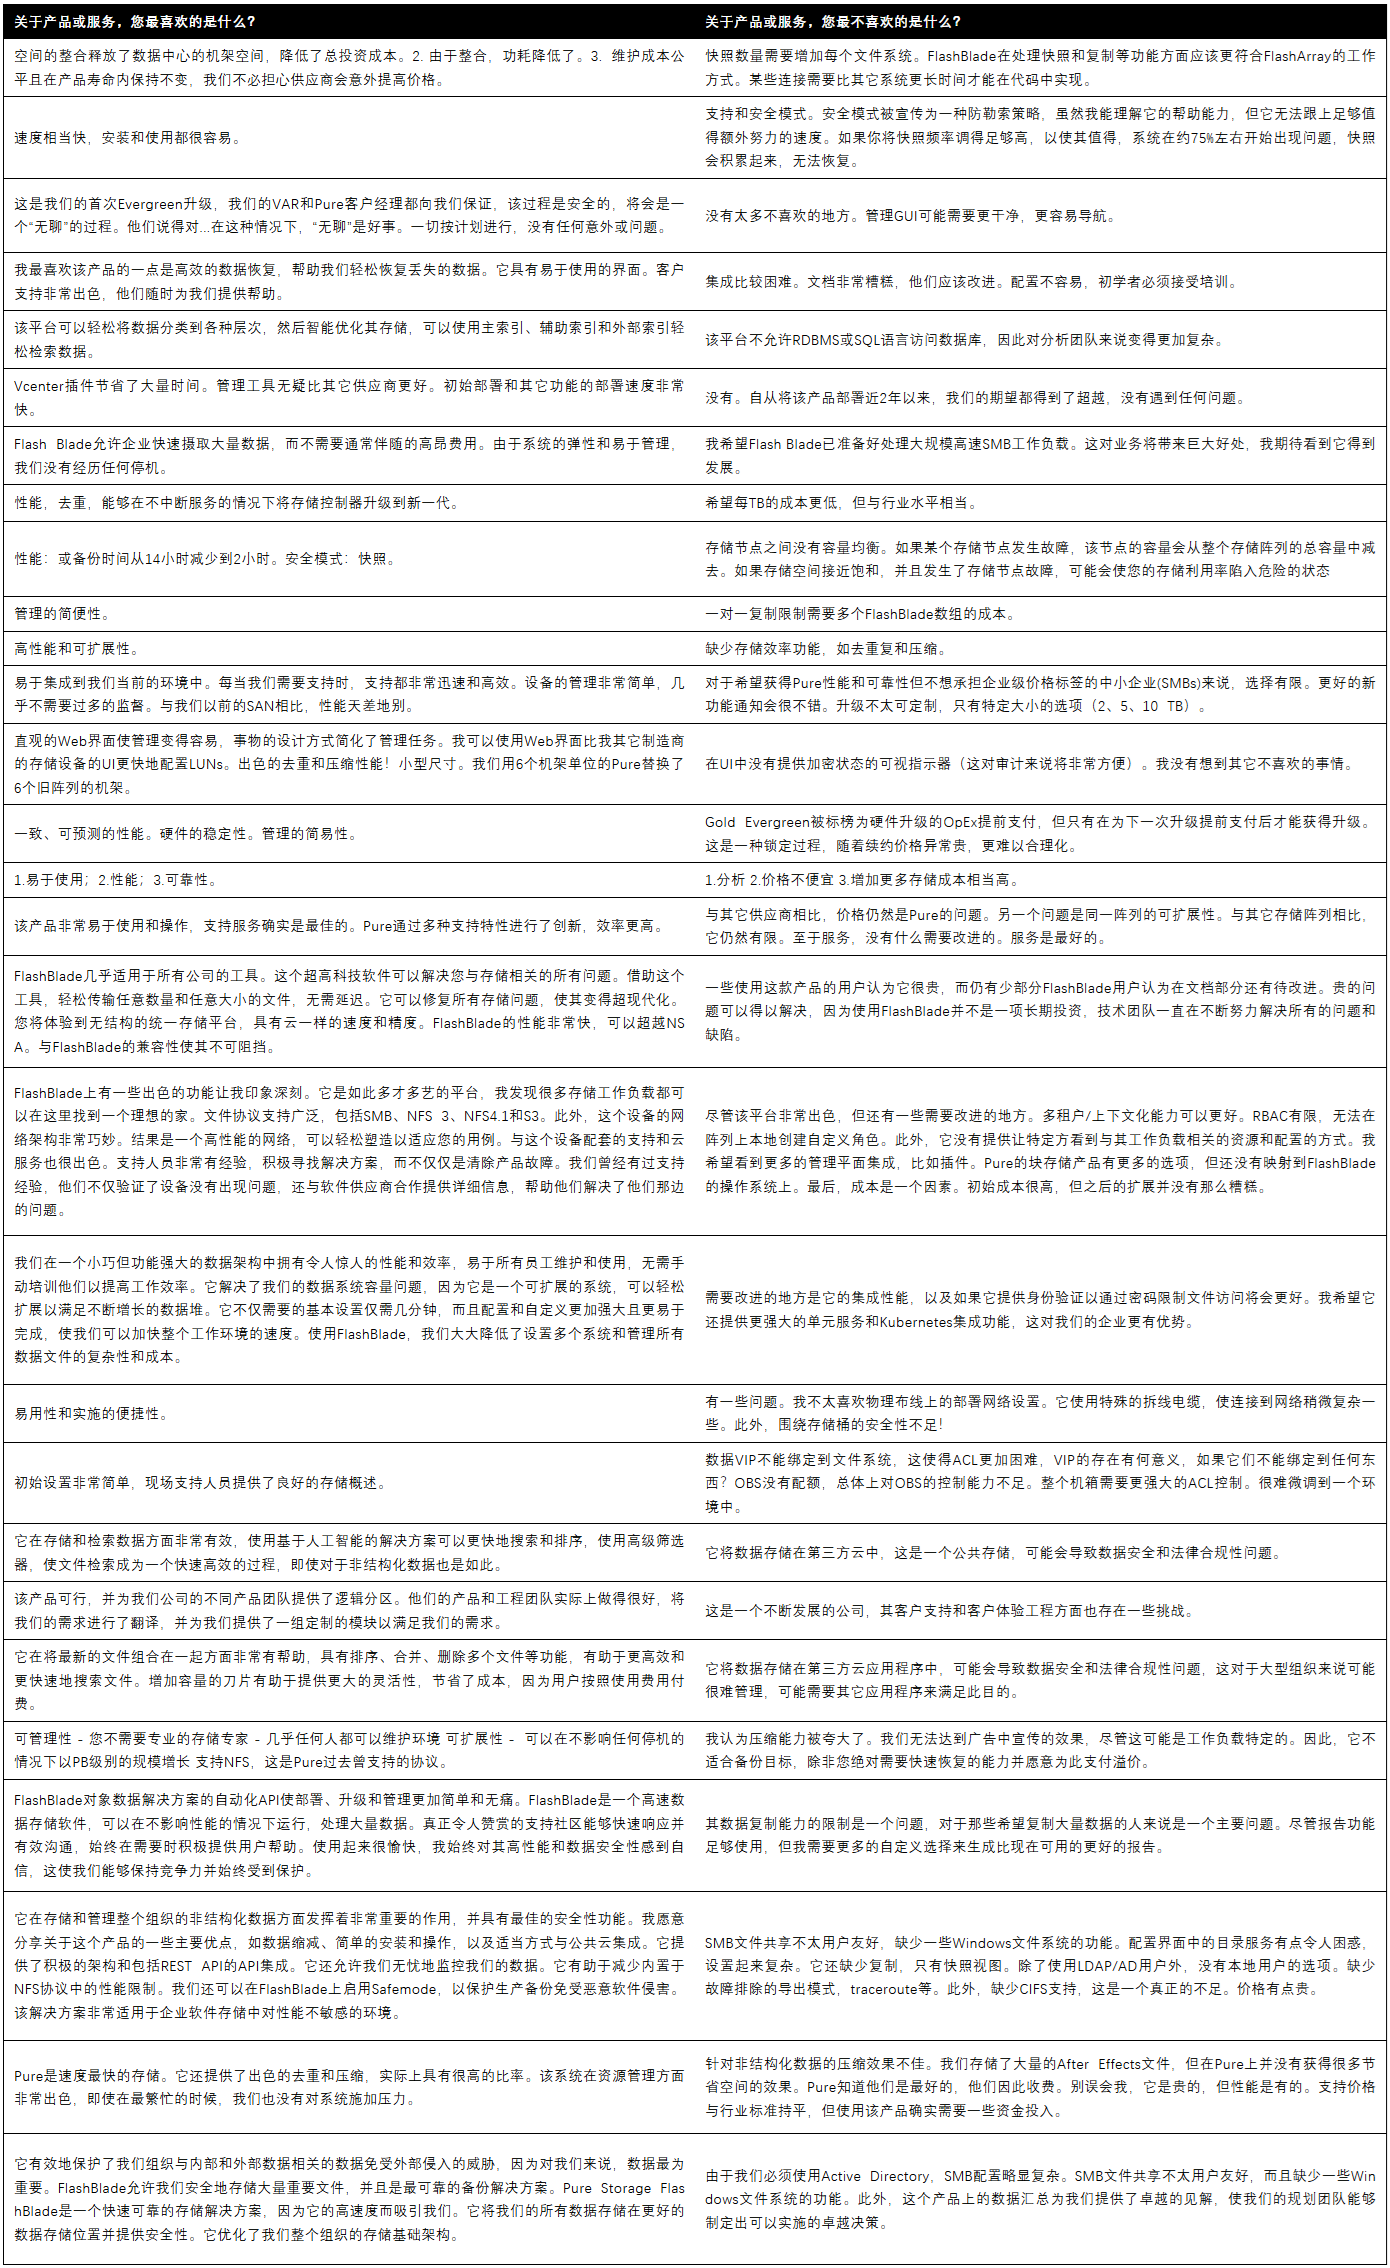 关于产品或服务，您最喜欢的是什么？
关于产品或服务，您最不喜欢的是什么？
空间的整合释放了数据中心的机架空间，降低了总投资成本。2. 由于整合，功耗降低了。3. 维护成本公
平且在产品寿命内保持不变，我们不必担心供应商会意外提高价格。
快照数量需要增加每个文件系统。FlashBlade在处理快照和复制等功能方面应该更符合FlashArray的工作
方式。某些连接需要比其它系统更长时间才能在代码中实现。
速度相当快，安装和使用都很容易。
支持和安全模式。安全模式被宣传为一种防勒索策略，虽然我能理解它的帮助能力，但它无法跟上足够值
得额外努力的速度。如果你将快照频率调得足够高，以使其值得，系统在约75%左右开始出现问题，快照
会积累起来，无法恢复。
这是我们的首次Evergreen升级，我们的VAR和Pure客户经理都向我们保证，该过程是安全的，将会是一
个“无聊”的过程。他们说得对...在这种情况下，“无聊”是好事。一切按计划进行，没有任何意外或问题。
没有太多不喜欢的地方。管理GUI可能需要更干净，更容易导航。
我最喜欢该产品的一点是高效的数据恢复，帮助我们轻松恢复丢失的数据。它具有易于使用的界面。客户
支持非常出色，他们随时为我们提供帮助。
集成比较困难。文档非常糟糕，他们应该改进。配置不容易，初学者必须接受培训。
该平台可以轻松将数据分类到各种层次，然后智能优化其存储，可以使用主索引、辅助索引和外部索引轻
松检索数据。
该平台不允许RDBMS或SQL语言访问数据库，因此对分析团队来说变得更加复杂。
Vcenter插件节省了大量时间。管理工具无疑比其它供应商更好。初始部署和其它功能的部署速度非常
快。
没有。自从将该产品部署近2年以来，我们的期望都得到了超越，没有遇到任何问题。
Flash Blade允许企业快速摄取大量数据，而不需要通常伴随的高昂费用。由于系统的弹性和易于管理，
我们没有经历任何停机。
我希望Flash Blade已准备好处理大规模高速SMB工作负载。这对业务将带来巨大好处，我期待看到它得到
发展。
性能，去重，能够在不中断服务的情况下将存储控制器升级到新一代。
希望每TB的成本更低，但与行业水平相当。
性能：或备份时间从14小时减少到2小时。安全模式：快照。
存储节点之间没有容量均衡。如果某个存储节点发生故障，该节点的容量会从整个存储阵列的总容量中减
去。如果存储空间接近饱和，并且发生了存储节点故障，可能会使您的存储利用率陷入危险的状态
管理的简便性。
一对一复制限制需要多个FlashBlade数组的成本。
高性能和可扩展性。
缺少存储效率功能，如去重复和压缩。
易于集成到我们当前的环境中。每当我们需要支持时，支持都非常迅速和高效。设备的管理非常简单，几
乎不需要过多的监督。与我们以前的SAN相比，性能天差地别。
对于希望获得Pure性能和可靠性但不想承担企业级价格标签的中小企业(SMBs)来说，选择有限。更好的新
功能通知会很不错。升级不太可定制，只有特定大小的选项（2、5、10 TB）。
直观的Web界面使管理变得容易，事物的设计方式简化了管理任务。我可以使用Web界面比我其它制造商
的存储设备的UI更快地配置LUNs。出色的去重和压缩性能！小型尺寸。我们用6个机架单位的Pure替换了
6个旧阵列的机架。
在UI中没有提供加密状态的可视指示器（这对审计来说将非常方便）。我没有想到其它不喜欢的事情。
一致、可预测的性能。硬件的稳定性。管理的简易性。
Gold Evergreen被标榜为硬件升级的OpEx提前支付，但只有在为下一次升级提前支付后才能获得升级。
这是一种锁定过程，随着续约价格异常贵，更难以合理化。
1.易于使用；2.性能；3.可靠性。
1.分析 2.价格不便宜 3.增加更多存储成本相当高。
该产品非常易于使用和操作，支持服务确实是最佳的。Pure通过多种支持特性进行了创新，效率更高。
与其它供应商相比，价格仍然是Pure的问题。另一个问题是同一阵列的可扩展性。与其它存储阵列相比，
它仍然有限。至于服务，没有什么需要改进的。服务是最好的。
FlashBlade几乎适用于所有公司的工具。这个超高科技软件可以解决您与存储相关的所有问题。借助这个
工具，轻松传输任意数量和任意大小的文件，无需延迟。它可以修复所有存储问题，使其变得超现代化。
您将体验到无结构的统一存储平台，具有云一样的速度和精度。FlashBlade的性能非常快，可以超越NS
A。与FlashBlade的兼容性使其不可阻挡。
一些使用这款产品的用户认为它很贵，而仍有少部分FlashBlade用户认为在文档部分还有待改进。贵的问
题可以得以解决，因为使用FlashBlade并不是一项长期投资，技术团队一直在不断努力解决所有的问题和
缺陷。
FlashBlade上有一些出色的功能让我印象深刻。它是如此多才多艺的平台，我发现很多存储工作负载都可
以在这里找到一个理想的家。文件协议支持广泛，包括SMB、NFS 3、NFS4.1和S3。此外，这个设备的网
络架构非常巧妙。结果是一个高性能的网络，可以轻松塑造以适应您的用例。与这个设备配套的支持和云
服务也很出色。支持人员非常有经验，积极寻找解决方案，而不仅仅是清除产品故障。我们曾经有过支持
经验，他们不仅验证了设备没有出现问题，还与软件供应商合作提供详细信息，帮助他们解决了他们那边
的问题。
尽管该平台非常出色，但还有一些需要改进的地方。多租户/上下文化能力可以更好。RBAC有限，无法在
阵列上本地创建自定义角色。此外，它没有提供让特定方看到与其工作负载相关的资源和配置的方式。我
希望看到更多的管理平面集成，比如插件。Pure的块存储产品有更多的选项，但还没有映射到FlashBlade
的操作系统上。最后，成本是一个因素。初始成本很高，但之后的扩展并没有那么糟糕。
我们在一个小巧但功能强大的数据架构中拥有令人惊人的性能和效率，易于所有员工维护和使用，无需手
动培训他们以提高工作效率。它解决了我们的数据系统容量问题，因为它是一个可扩展的系统，可以轻松
扩展以满足不断增长的数据堆。它不仅需要的基本设置仅需几分钟，而且配置和自定义更加强大且更易于
完成，使我们可以加快整个工作环境的速度。使用FlashBlade，我们大大降低了设置多个系统和管理所有
数据文件的复杂性和成本。
需要改进的地方是它的集成性能，以及如果它提供身份验证以通过密码限制文件访问将会更好。我希望它
还提供更强大的单元服务和Kubernetes集成功能，这对我们的企业更有优势。
易用性和实施的便捷性。
有一些问题。我不太喜欢物理布线上的部署网络设置。它使用特殊的拆线电缆，使连接到网络稍微复杂一
些。此外，围绕存储桶的安全性不足！
初始设置非常简单，现场支持人员提供了良好的存储概述。
数据VIP不能绑定到文件系统，这使得ACL更加困难，VIP的存在有何意义，如果它们不能绑定到任何东
西？OBS没有配额，总体上对OBS的控制能力不足。整个机箱需要更强大的ACL控制。很难微调到一个环
境中。
它在存储和检索数据方面非常有效，使用基于人工智能的解决方案可以更快地搜索和排序，使用高级筛选
器，使文件检索成为一个快速高效的过程，即使对于非结构化数据也是如此。
它将数据存储在第三方云中，这是一个公共存储，可能会导致数据安全和法律合规性问题。
该产品可行，并为我们公司的不同产品团队提供了逻辑分区。他们的产品和工程团队实际上做得很好，将
我们的需求进行了翻译，并为我们提供了一组定制的模块以满足我们的需求。
这是一个不断发展的公司，其客户支持和客户体验工程方面也存在一些挑战。
它在将最新的文件组合在一起方面非常有帮助，具有排序、合并、删除多个文件等功能，有助于更高效和
更快速地搜索文件。增加容量的刀片有助于提供更大的灵活性，节省了成本，因为用户按照使用费用付
费。
它将数据存储在第三方云应用程序中，可能会导致数据安全和法律合规性问题，这对于大型组织来说可能
很难管理，可能需要其它应用程序来满足此目的。
可管理性 - 您不需要专业的存储专家 - 几乎任何人都可以维护环境 可扩展性 - 可以在不影响任何停机的
情况下以PB级别的规模增长 支持NFS，这是Pure过去曾支持的协议。
我认为压缩能力被夸大了。我们无法达到广告中宣传的效果，尽管这可能是工作负载特定的。因此，它不
适合备份目标，除非您绝对需要快速恢复的能力并愿意为此支付溢价。
FlashBlade对象数据解决方案的自动化API使部署、升级和管理更加简单和无痛。FlashBlade是一个高速数
据存储软件，可以在不影响性能的情况下运行，处理大量数据。真正令人赞赏的支持社区能够快速响应并
有效沟通，始终在需要时积极提供用户帮助。使用起来很愉快，我始终对其高性能和数据安全性感到自
信，这使我们能够保持竞争力并始终受到保护。
其数据复制能力的限制是一个问题，对于那些希望复制大量数据的人来说是一个主要问题。尽管报告功能
足够使用，但我需要更多的自定义选择来生成比现在可用的更好的报告。
它在存储和管理整个组织的非结构化数据方面发挥着非常重要的作用，并具有最佳的安全性功能。我愿意
分享关于这个产品的一些主要优点，如数据缩减、简单的安装和操作，以及适当方式与公共云集成。它提
供了积极的架构和包括REST API的API集成。它还允许我们无忧地监控我们的数据。它有助于减少内置于
NFS协议中的性能限制。我们还可以在FlashBlade上启用Safemode，以保护生产备份免受恶意软件侵害。
该解决方案非常适用于企业软件存储中对性能不敏感的环境。
SMB文件共享不太用户友好，缺少一些Windows文件系统的功能。配置界面中的目录服务有点令人困惑，
设置起来复杂。它还缺少复制，只有快照视图。除了使用LDAP/AD用户外，没有本地用户的选项。缺少
故障排除的导出模式，traceroute等。此外，缺少CIFS支持，这是一个真正的不足。价格有点贵。
Pure是速度最快的存储。它还提供了出色的去重和压缩，实际上具有很高的比率。该系统在资源管理方面
非常出色，即使在最繁忙的时候，我们也没有对系统施加压力。
针对非结构化数据的压缩效果不佳。我们存储了大量的After Effects文件，但在Pure上并没有获得很多节
省空间的效果。Pure知道他们是最好的，他们因此收费。别误会我，它是贵的，但性能是有的。支持价格
与行业标准持平，但使用该产品确实需要一些资金投入。
它有效地保护了我们组织与内部和外部数据相关的数据免受外部侵入的威胁，因为对我们来说，数据最为
重要。FlashBlade允许我们安全地存储大量重要文件，并且是最可靠的备份解决方案。Pure Storage Flas
hBlade是一个快速可靠的存储解决方案，因为它的高速度而吸引我们。它将我们的所有数据存储在更好的
数据存储位置并提供安全性。它优化了我们整个组织的存储基础架构。
由于我们必须使用Active Directory，SMB配置略显复杂。SMB文件共享不太用户友好，而且缺少一些Win
dows文件系统的功能。此外，这个产品上的数据汇总为我们提供了卓越的见解，使我们的规划团队能够
制定出可以实施的卓越决策。